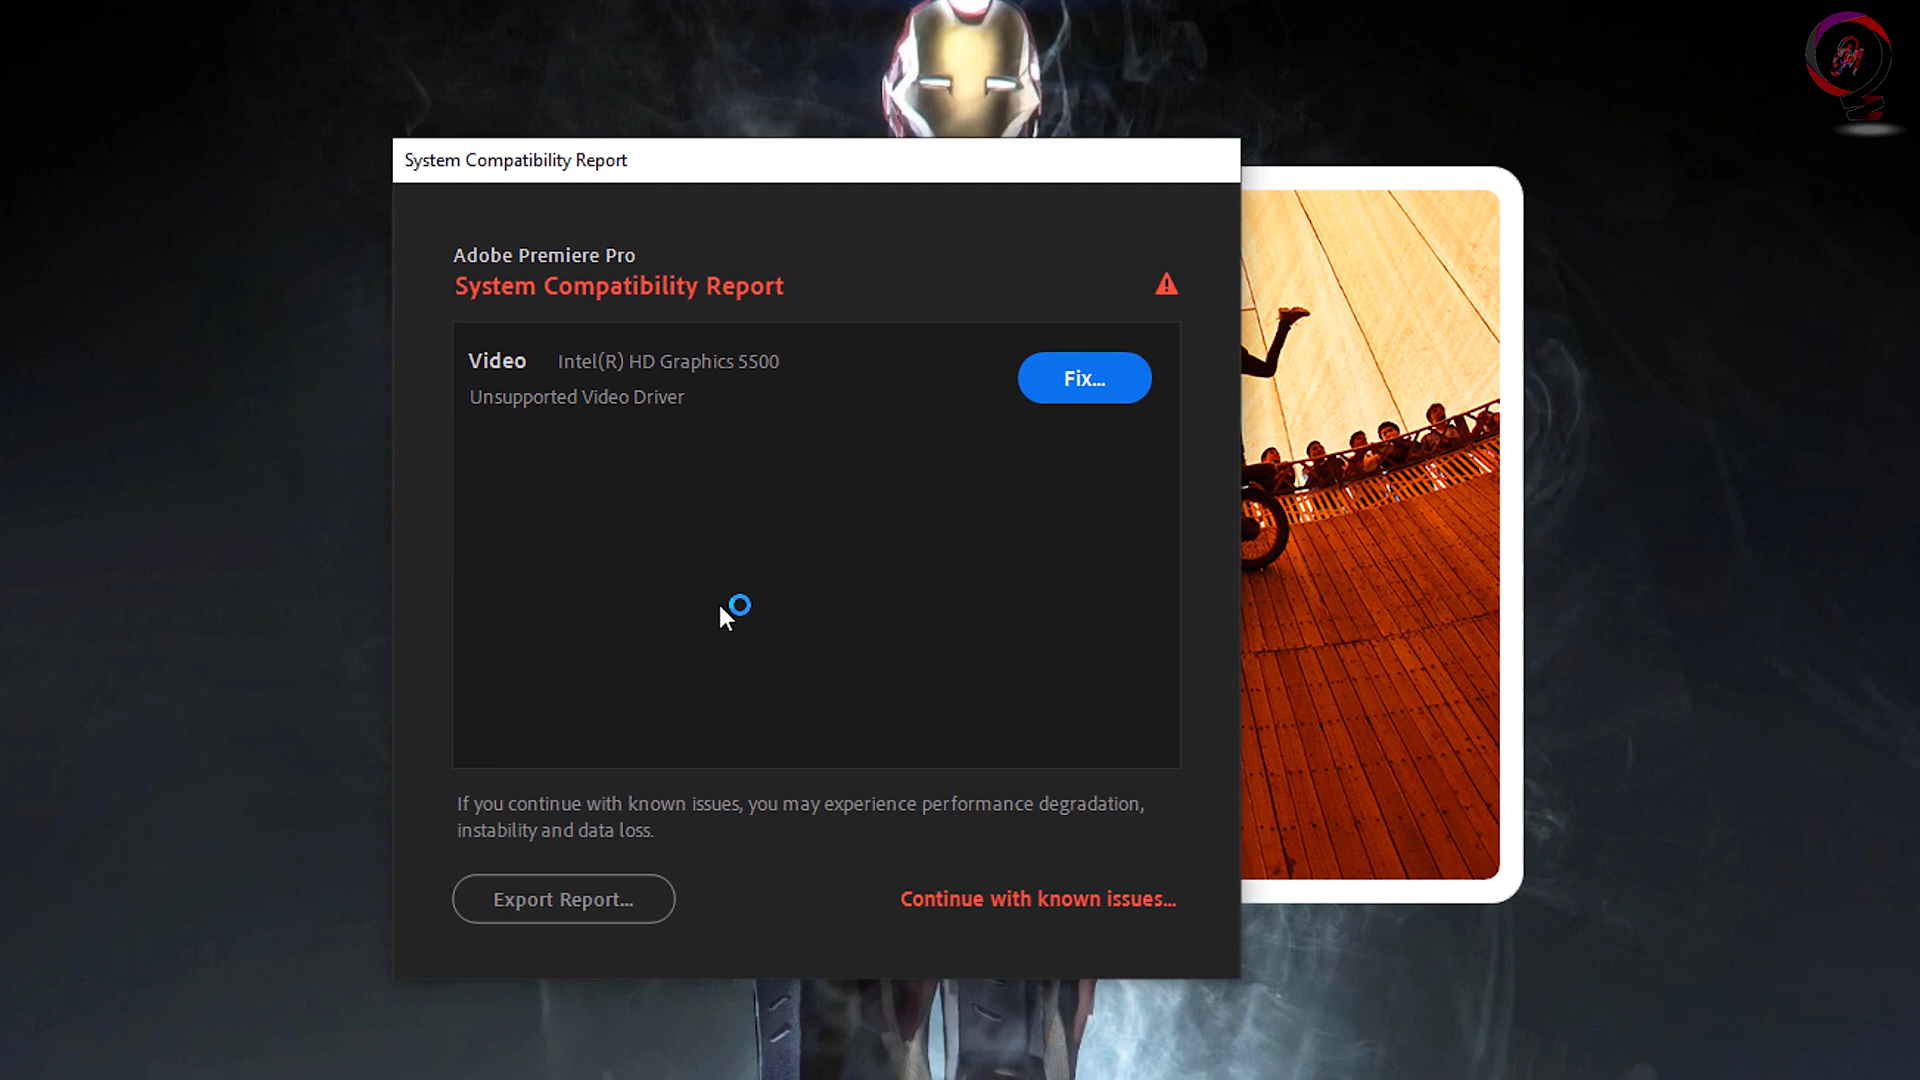 System Compatibility Report
Adobe Premiere Pro
System Compatibility Report
Video Intel(R) HD Graphics 5500
Fix...
Unsupported Video Driver
If you continue with known issues, you may experience performance degradation,
instability and data loss.
Export Report...
Continue with known issues...